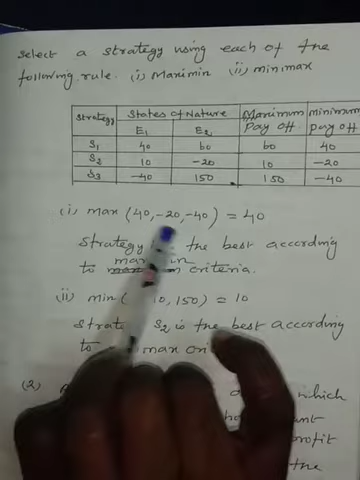 select a strategy using each of the
following rule. (i) Maximin (ii) minimax
Strategy States of Nature Maximum Pay off minimum pay off
E1 E2
S1 40 60 60 40
S2 10 -20 10 -20
S3 -40 150 150 -40
(i) max (40, -20, -40) = 40
Strategy the best according
to criteria.
(ii) min ( 10, 150) = 10
S2 is the best according
to max
(2) which
profit
the